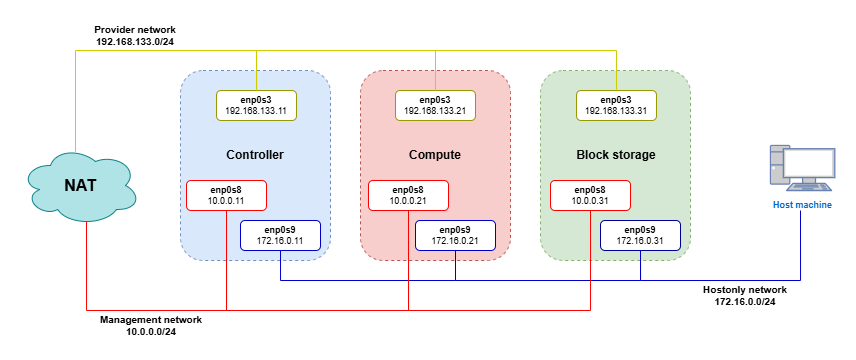 Provider network
192.168.133.0/24
enp0s3
192.168.133.11
enp0s3
192.168.133.21
enp0s3
192.168.133.31
Controller
Compute
Block storage
NAT
enp0s8
10.0.0.11
enp0s8
10.0.0.21
enp0s8
10.0.0.31
Host machine
enp0s9
172.16.0.11
enp0s9
172.16.0.21
enp0s9
172.16.0.31
Hostonly network
172.16.0.0/24
Management network
10.0.0.0/24